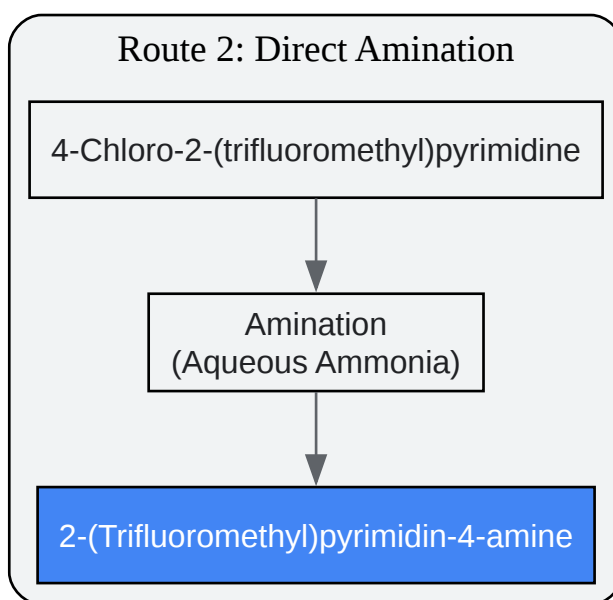 Route 2: Direct Amination
4-Chloro-2-(trifluoromethyl)pyrimidine
Amination
(Aqueous Ammonia)
2-(Trifluoromethyl)pyrimidin-4-amine